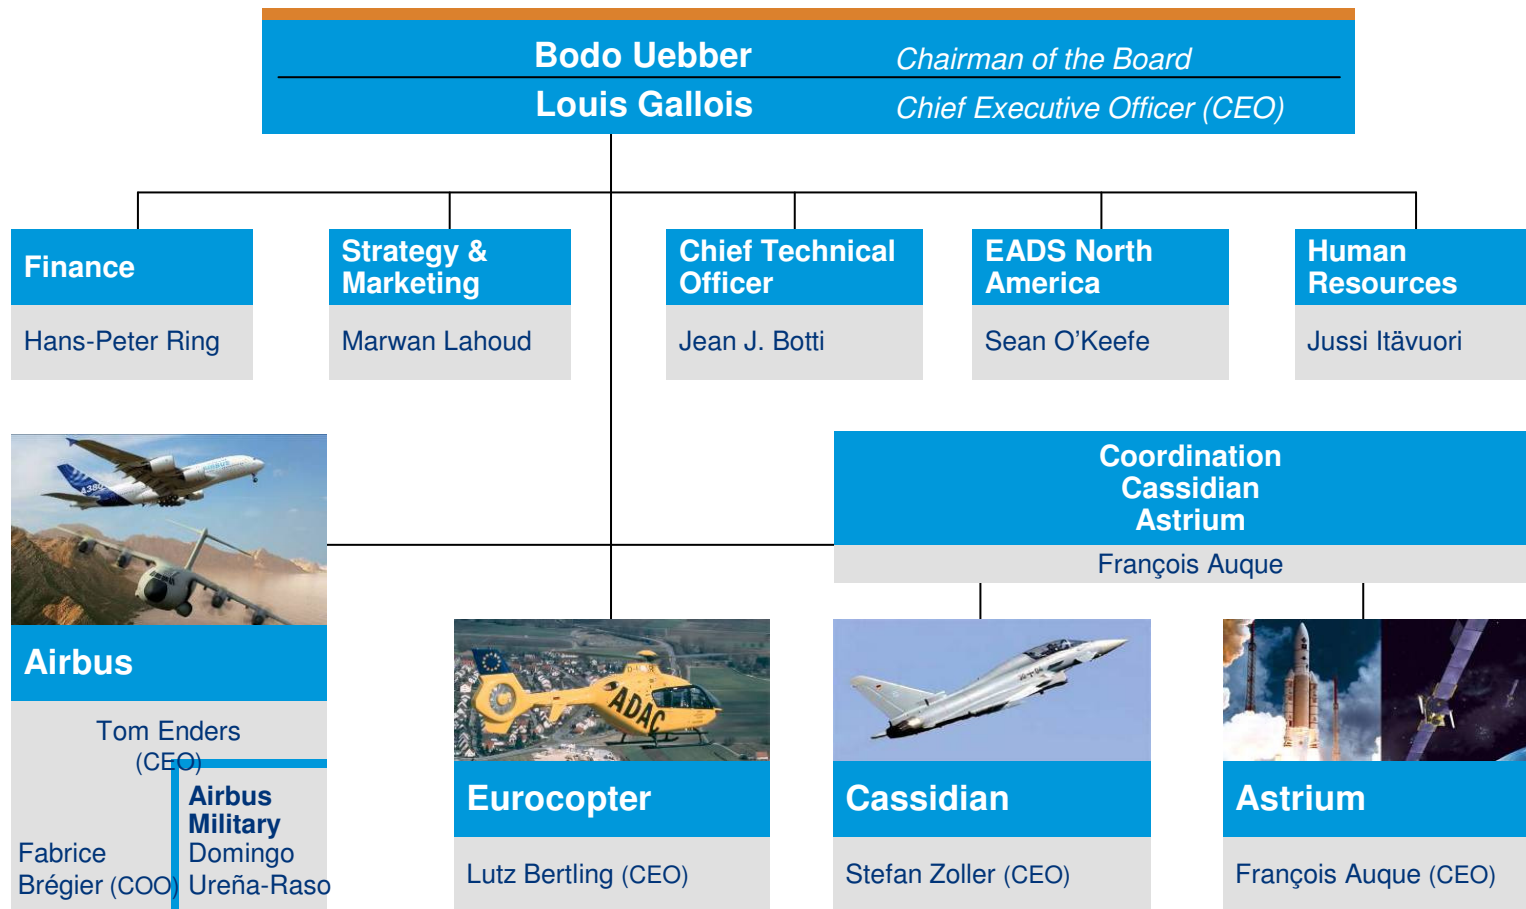 Bodo Uebber Chairman of the Board
Louis Gallois Chief Executive Officer (CEO)
Finance
Hans-Peter Ring
Strategy &
Marketing
Marwan Lahoud
Chief Technical
Officer
Jean J. Botti
EADS North
America
Sean O'Keefe
Human
Resources
Jussi Itävuori
A380
AIRBUS
Airbus
Tom Enders
(CEO)
Fabrice
Brégier (COO)
Airbus
Military
Domingo
Ureña-Raso
Coordination
Cassidian
Astrium
François Auque
ADAC
Eurocopter
Lutz Bertling (CEO)
Cassidian
Stefan Zoller (CEO)
Astrium
François Auque (CEO)